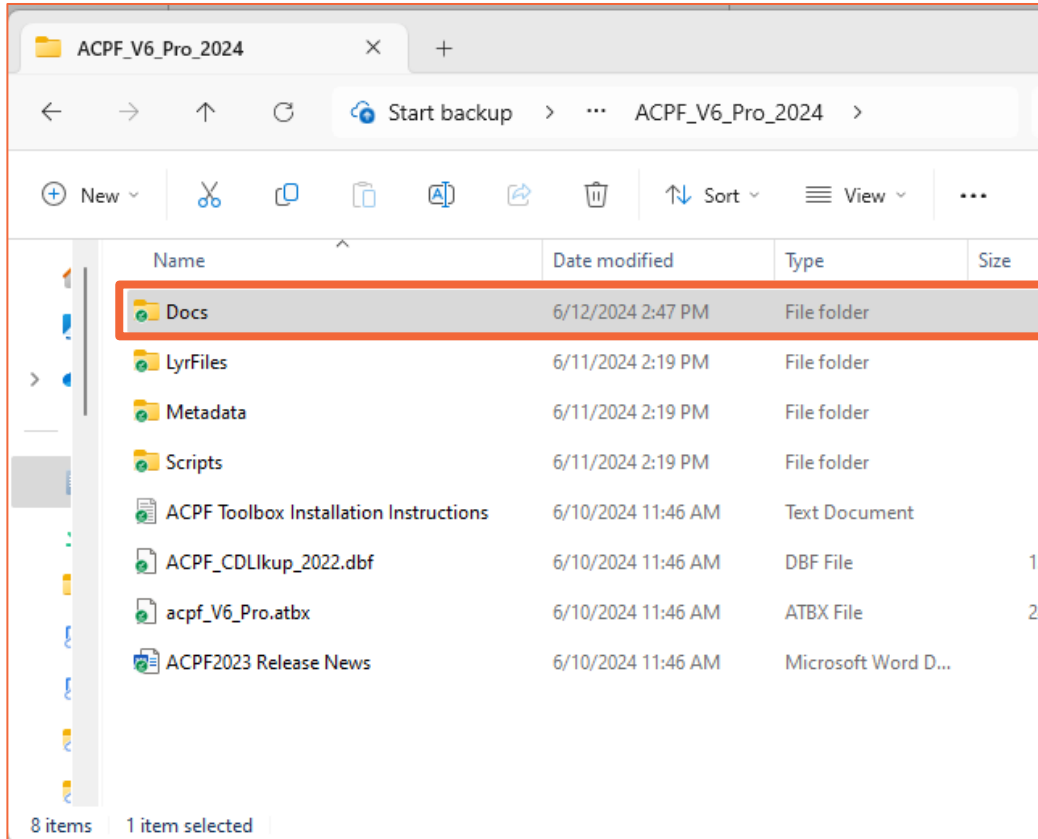 ACPF_V6_Pro_2024
Start backup > ... ACPF_V6_Pro_2024 >
New Sort View ...
Name Date modified Type Size
Docs 6/12/2024 2:47 PM File folder
LyrFiles 6/11/2024 2:19 PM File folder
Metadata 6/11/2024 2:19 PM File folder
Scripts 6/11/2024 2:19 PM File folder
ACPF Toolbox Installation Instructions 6/10/2024 11:46 AM Text Document
ACPF_CDLlkup_2022.dbf 6/10/2024 11:46 AM DBF File 1
acpf_V6_Pro.atbx 6/10/2024 11:46 AM ATBX File 2
ACPF2023 Release News 6/10/2024 11:46 AM Microsoft Word D...
8 items 1 item selected